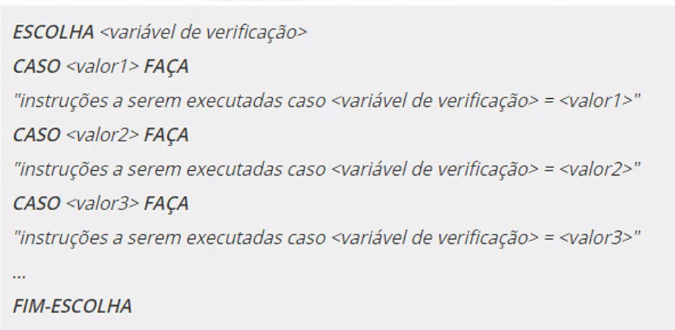 ESCOLHA <variável de verificação>
CASO <valor1> FAÇA
"instruções a serem executadas caso <variável de verificação> = <valor1>"
CASO <valor2> FAÇA
"instruções a serem executadas caso <variável de verificação> = <valor2>"
CASO <valor3> FAÇA
"instruções a serem executadas caso <variável de verificação> = <valor3>"
...
FIM-ESCOLHA